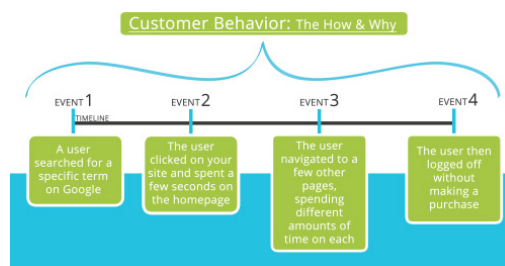 Customer Behavior: The How & Why
EVENT1
EVENT2
EVENT3
EVENT4
TIMELINE
A user
searched for a
specific term
on Google
The user
clicked on your
site and spent a
few seconds on
the homepage
The user
navigated to a
few other
pages,
spending
different
amounts of
time on each
The user then
logged off
without
making a
purchase